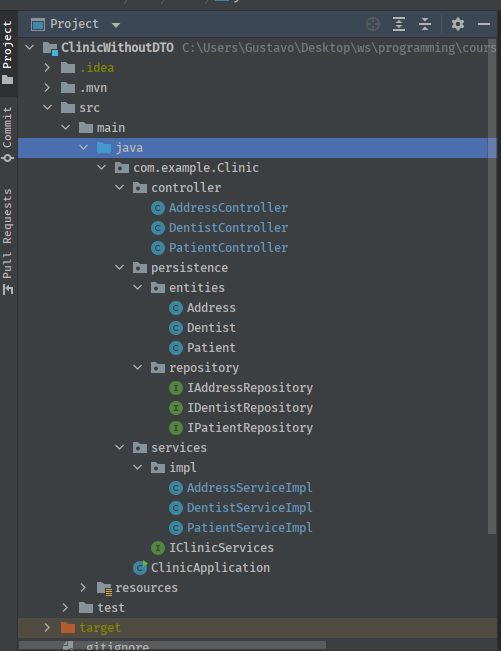 Project
ClinicWithoutDTO C:\Users\Gustavo\Desktop\ws\programming\cours
.idea
.mvn
src
main
java
com.example.Clinic
controller
AddressController
DentistController
PatientController
persistence
entities
Address
Dentist
Patient
repository
IAddressRepository
IDentistRepository
IPatientRepository
services
impl
AddressServiceImpl
DentistServiceImpl
PatientServiceImpl
IClinicServices
ClinicApplication
resources
test
target
.gitignore
Project
Commit
Pull Requests